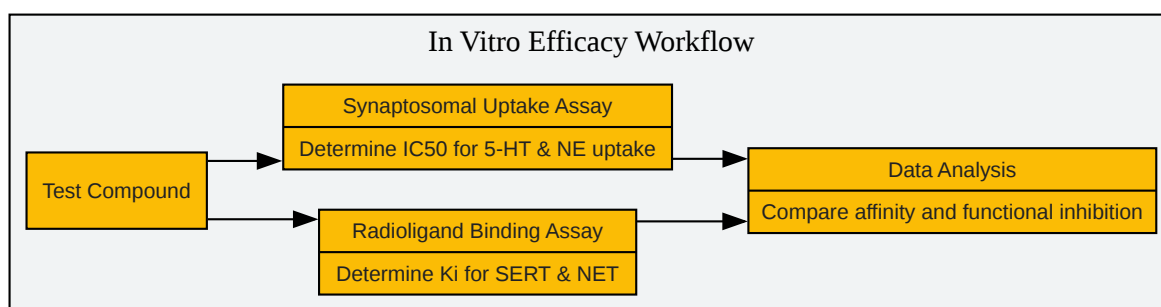 In Vitro Efficacy Workflow
Test Compound
Synaptosomal Uptake Assay
Determine IC50 for 5-HT & NE uptake
Radioligand Binding Assay
Determine Ki for SERT & NET
Data Analysis
Compare affinity and functional inhibition